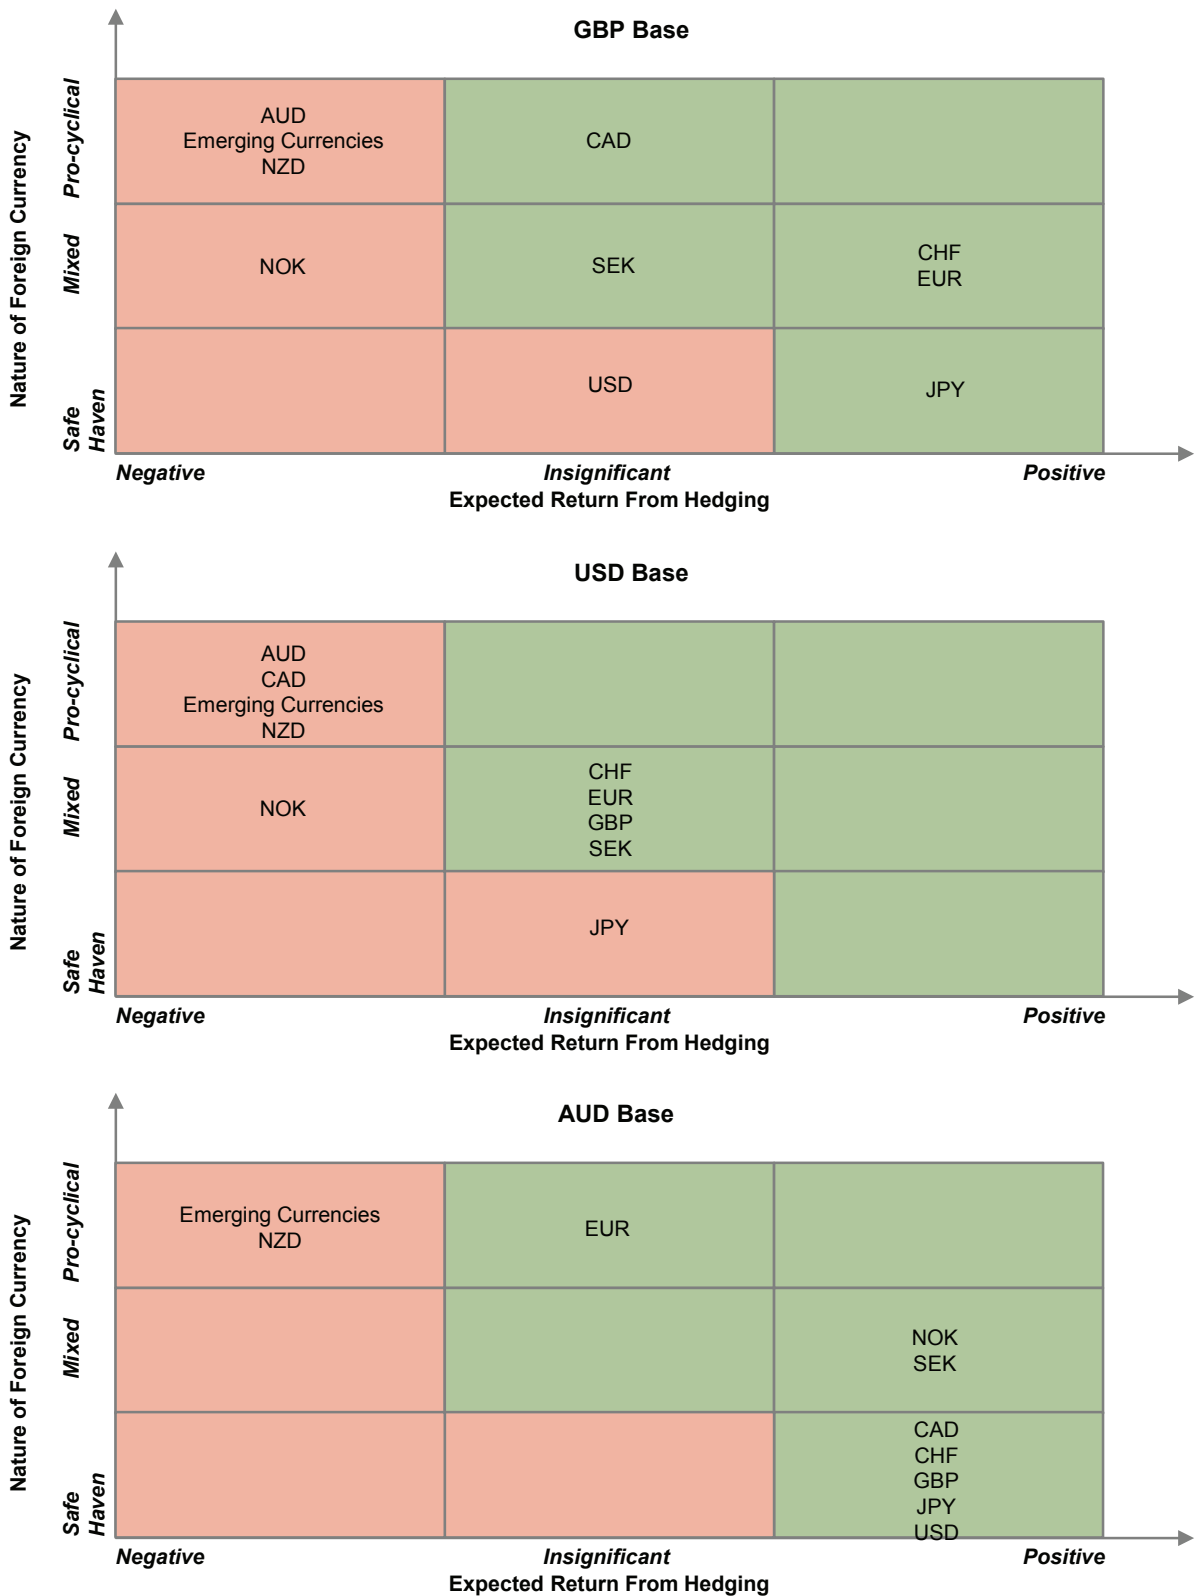 GBP Base
Nature of Foreign Currency
Pro-cyclical
AUD
Emerging Currencies
NZD
CAD
Mixed
NOK
SEK
CHF
EUR
Safe
Haven
USD
JPY
Negative
Insignificant
Positive
Expected Return From Hedging
USD Base
Nature of Foreign Currency
Pro-cyclical
AUD
CAD
Emerging Currencies
NZD
Mixed
NOK
CHF
EUR
GBP
SEK
Safe
Haven
JPY
Negative
Insignificant
Positive
Expected Return From Hedging
AUD Base
Nature of Foreign Currency
Pro-cyclical
Emerging Currencies
NZD
EUR
Mixed
NOK
SEK
Safe
Haven
CAD
CHF
GBP
JPY
USD
Negative
Insignificant
Positive
Expected Return From Hedging